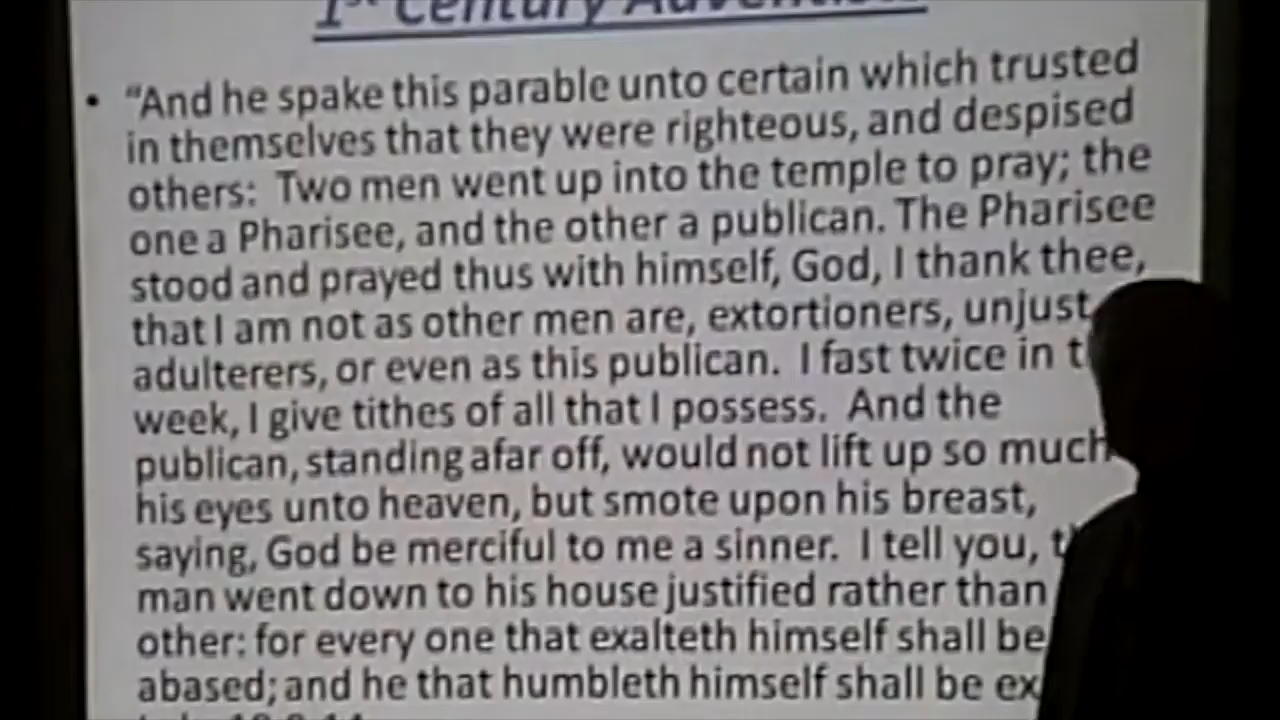 1st Century
• "And he spake this parable unto certain which trusted
in themselves that they were righteous, and despised
others: Two men went up into the temple to pray; the
one a Pharisee, and the other a publican. The Pharisee
stood and prayed thus with himself, God, I thank thee,
that I am not as other men are, extortioners, unjust
adulterers, or even as this publican. I fast twice in
week, I give tithes of all that I possess. And the
publican, standing afar off, would not lift up so much
his eyes unto heaven, but smote upon his breast,
saying, God be merciful to me a sinner. I tell you,
man went down to his house justified rather than
other: for every one that exalteth himself shall be
abased; and he that humbleth himself shall be